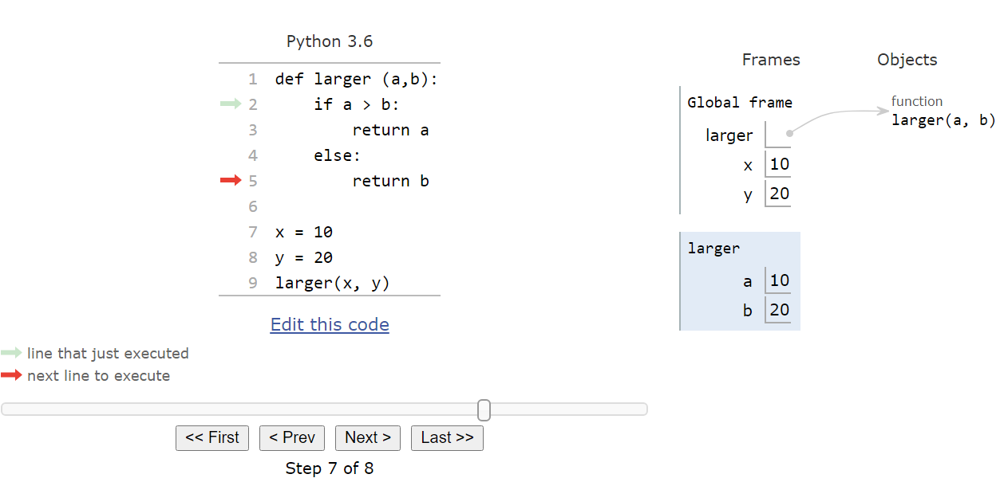 Python 3.6
1 def larger (a,b):
2     if a > b:
3         return a
4     else:
5         return b
6
7 x = 10
8 y = 20
9 larger(x, y)
Edit this code
line that just executed
next line to execute
<< First < Prev Next > Last >>
Step 7 of 8
Frames Objects
Global frame
larger
x 10
y 20
function
larger(a, b)
larger
a 10
b 20